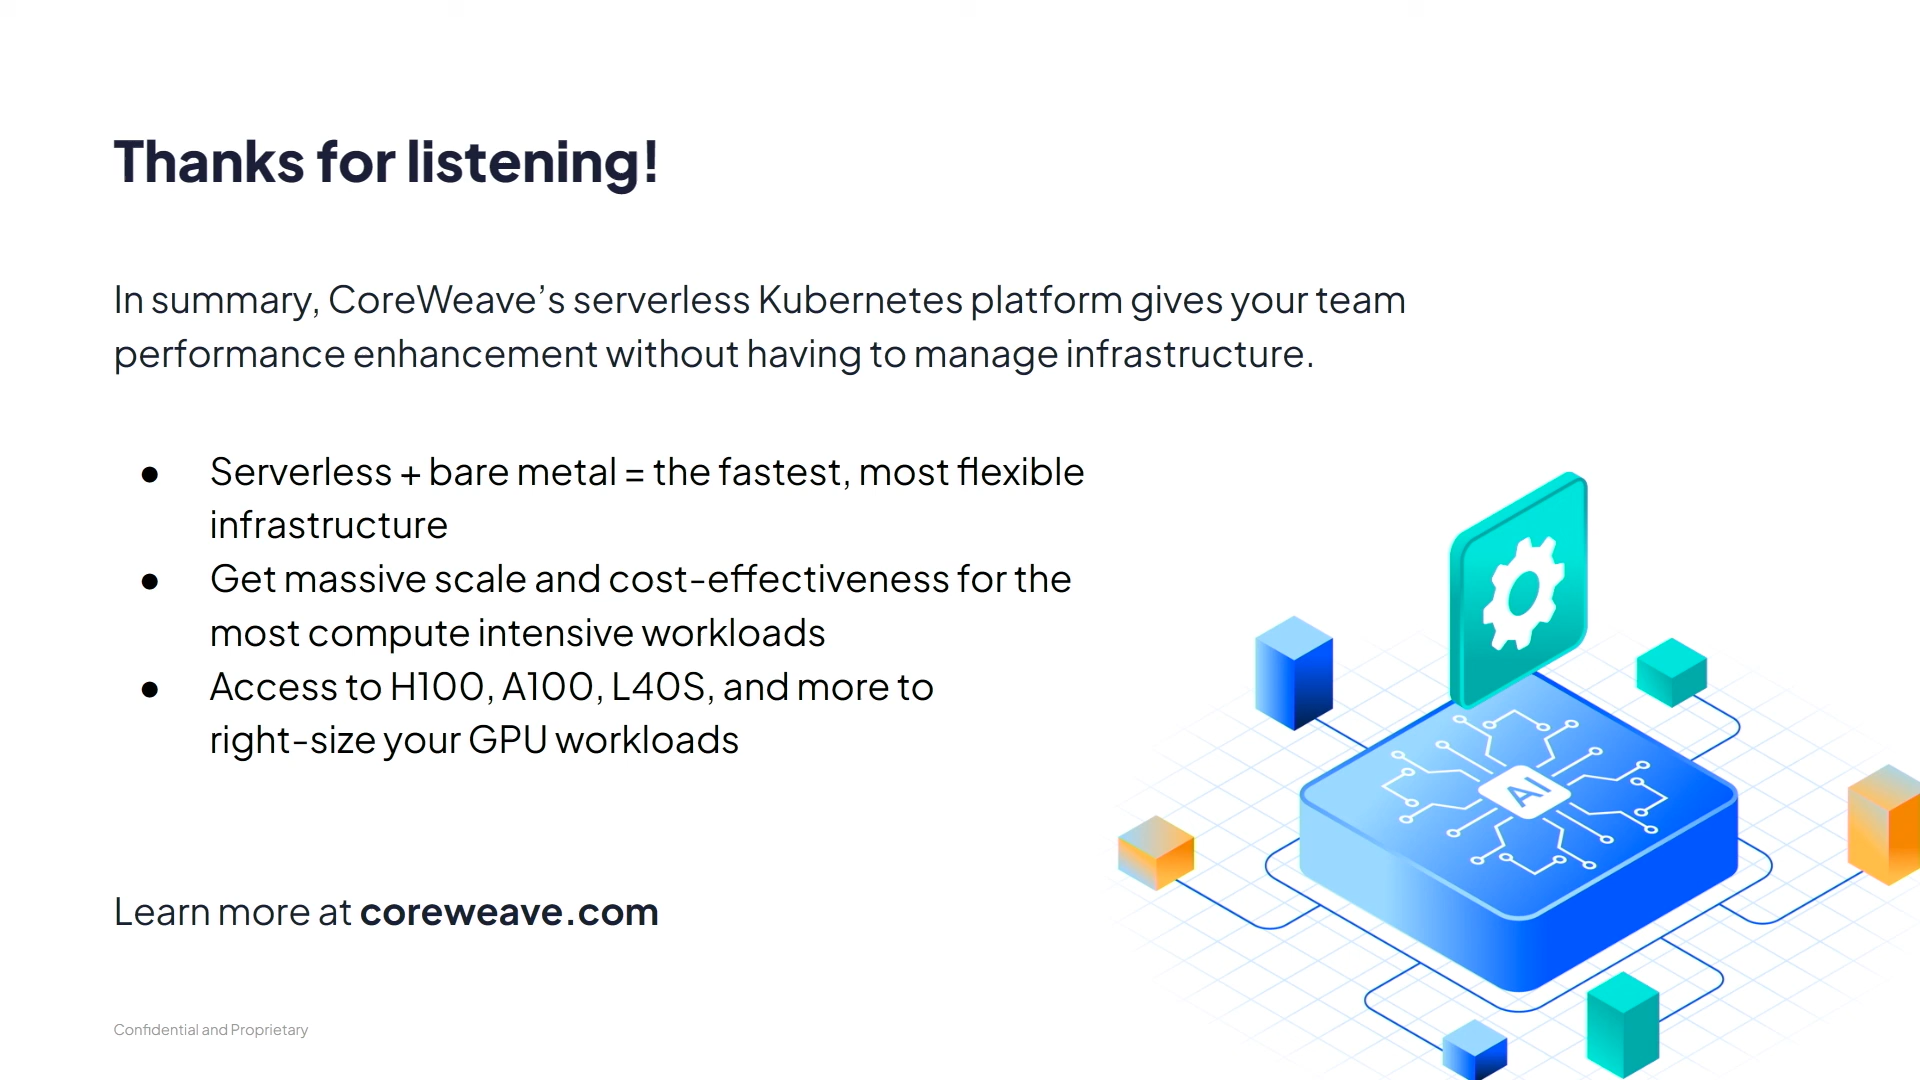 Thanks for listening!
In summary, CoreWeave’s serverless Kubernetes platform gives your team
performance enhancement without having to manage infrastructure.
● Serverless + bare metal = the fastest, most flexible
infrastructure
● Get massive scale and cost-effectiveness for the
most compute intensive workloads
● Access to H100, A100, L40S, and more to
right-size your GPU workloads
AI
Learn more at coreweave.com
Confidential and Proprietary